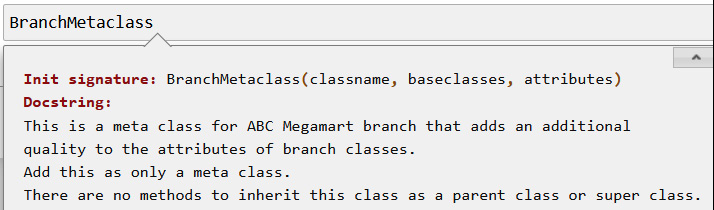 BranchMetaclass
Init signature: BranchMetaclass(classname, baseclasses, attributes)
Docstring:
This is a meta class for ABC Megamart branch that adds an additional
quality to the attributes of branch classes.
Add this as only a meta class.
There are no methods to inherit this class as a parent class or super class.